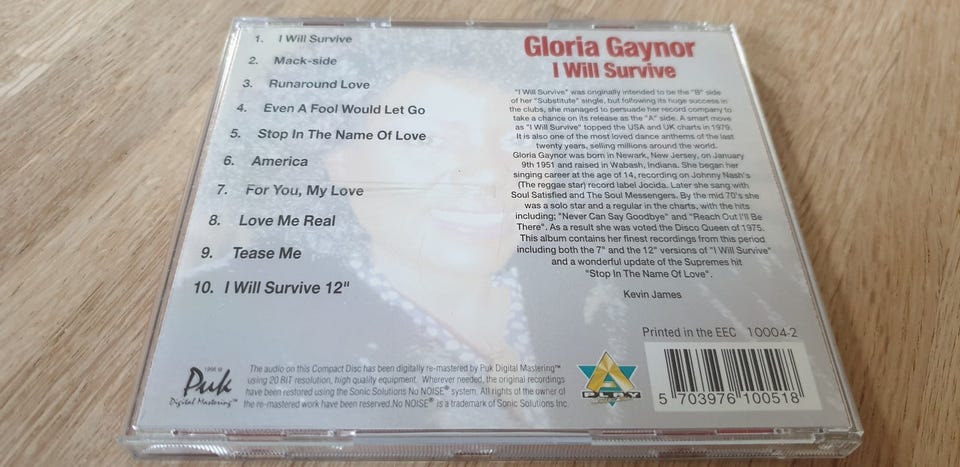 1. I Will Survive
2. Mack-side
3. Runaround Love
4. Even A Fool Would Let Go
5. Stop In The Name Of Love
6. America
7. For You, My Love
8. Love Me Real
9. Tease Me
10. I Will Survive 12"
Gloria Gaynor
I Will Survive
"I Will Survive" was originally intended to be the "B" side
of her "Substitute" single, but following its huge success in
the clubs, she managed to persuade her record company to
take a chance on its release as the "A" side. A smart move
as "I Will Survive" topped the USA and UK charts in 1979.
It is also one of the most loved dance anthems of the last
twenty years, selling millions around the world.
Gloria Gaynor was born in Newark, New Jersey, on January
9th 1951 and raised in Wabash, Indiana. She began her
singing career at the age of 14, recording on Johnny Nash's
(The reggae star) record label Jocida. Later she sang with
Soul Satisfied and The Soul Messengers. By the mid 70's she
was a solo star and a regular in the charts, with the hits
including; "Never Can Say Goodbye" and "Reach Out I'll Be
There". As a result she was voted the Disco Queen of 1975.
This album contains her finest recordings from this period
including both the 7" and the 12" versions of "I Will Survive"
and a wonderful update of the Supremes hit
"Stop In The Name Of Love".
Kevin James
Printed in the EEC 10004-2
Puk
Digital Mastering™
The audio on this Compact Disc has been digitally re-mastered by Puk Digital Mastering™
using 20 BIT resolution, high quality equipment. Wherever needed, the original recordings
have been restored using the Sonic Solutions No NOISE® system. All rights of the owner of
the re-mastered work have been reserved.No NOISE® is a trademark of Sonic Solutions Inc.
PLAY
5 703976 100518